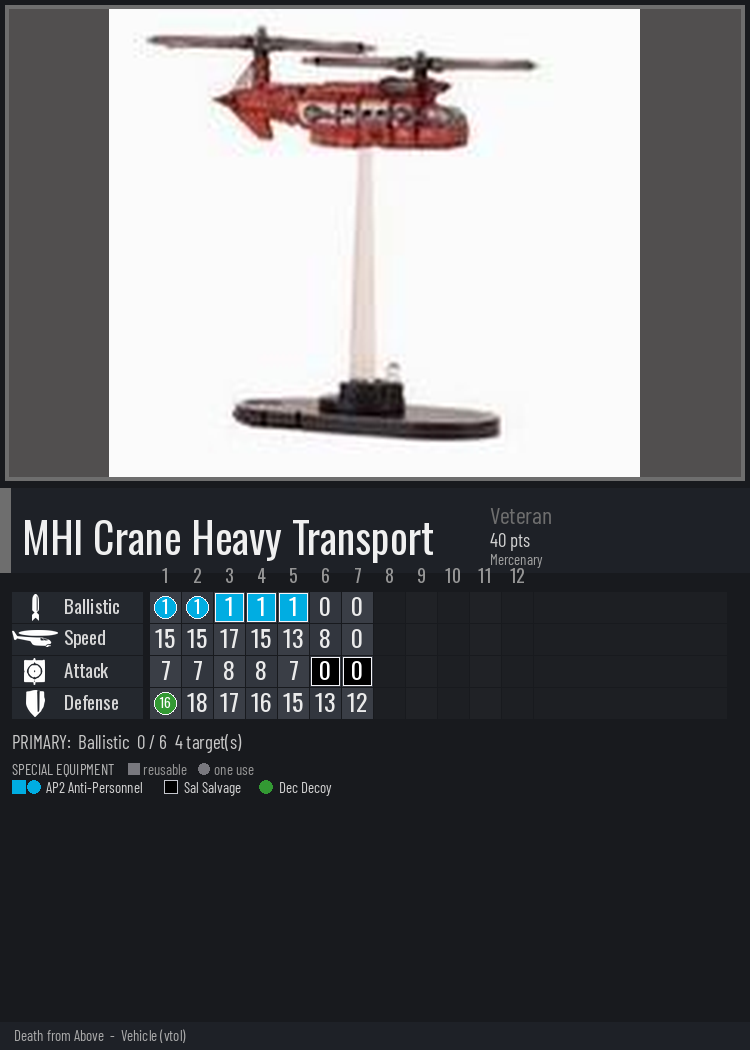 MHI Crane Heavy Transport
Veteran
40 pts
Mercenary
1 2 3 4 5 6 7 8 9 10 11 12
Ballistic 1 1 1 1 1 0 0
Speed 15 15 17 15 13 8 0
Attack 7 7 8 8 7 0 0
Defense 16 18 17 16 15 13 12
PRIMARY: Ballistic 0 / 6 4 target(s)
SPECIAL EQUIPMENT reusable one use
AP2 Anti-Personnel Sal Salvage Dec Decoy
Death from Above - Vehicle (vtol)